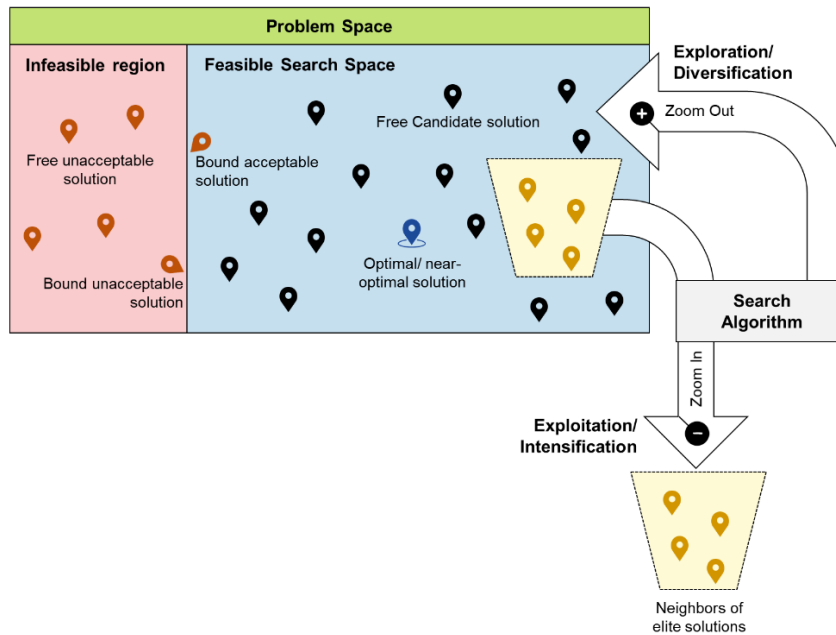 Problem Space
Infeasible region
Feasible Search Space
Exploration/
Diversification
Zoom Out
Free Candidate solution
Free unacceptable
solution
Bound acceptable
solution
Optimal/ near-
optimal solution
Bound unacceptable
solution
Search
Algorithm
Zoom In
Exploitation/
Intensification
Neighbors of
elite solutions